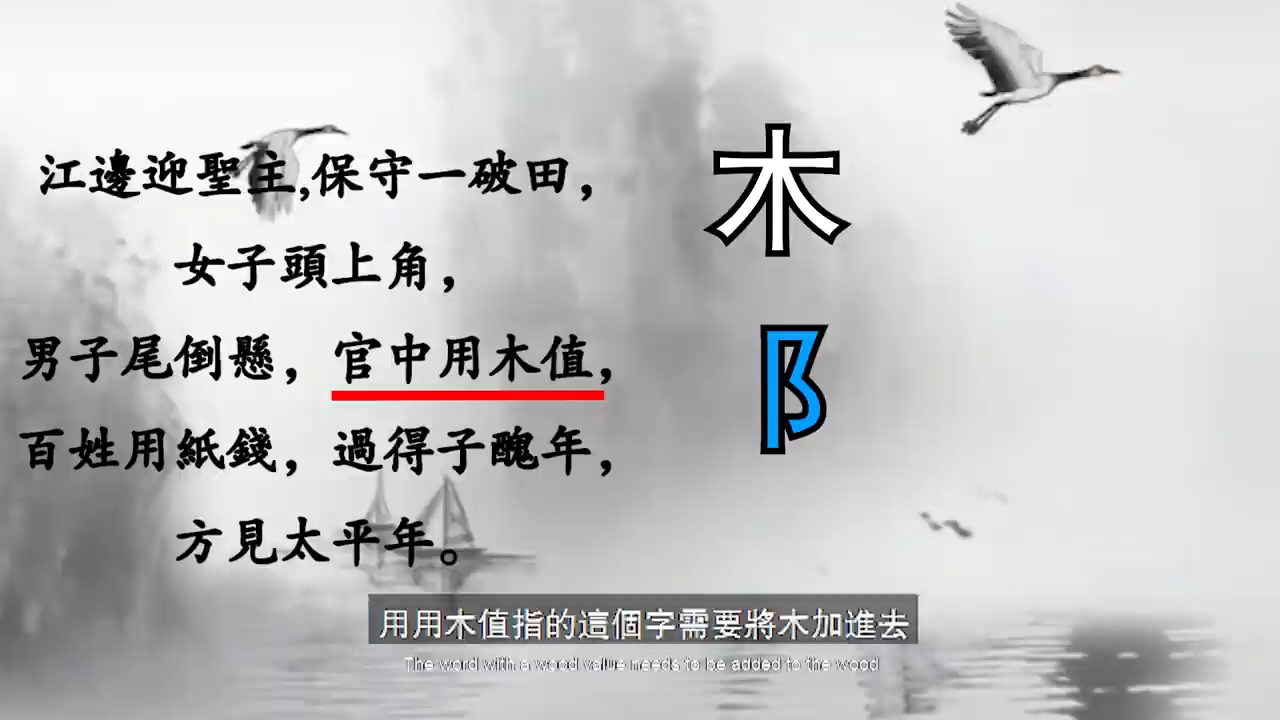 江邊迎聖主,保守一破田，
女子頭上角，
男子尾倒懸，官中用木值，
百姓用紙錢，過得子醜年，
方見太平年。
木
阝
用用木值指的這個字需要將木加進去
The word with a wood value needs to be added to the wood